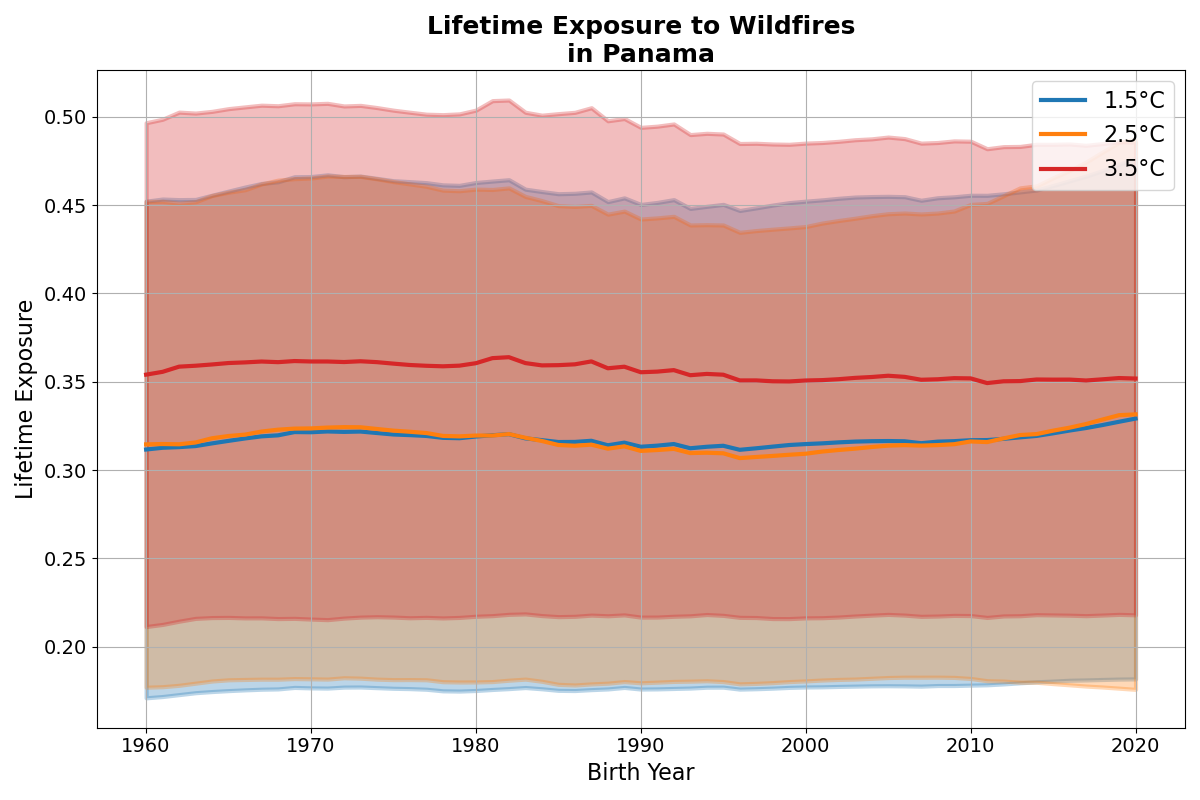 Lifetime Exposure to Wildfires
in Panama
1.5°C
2.5°C
3.5°C
Lifetime Exposure
0.50
0.45
0.40
0.35
0.30
0.25
0.20
1960
1970
1980
1990
2000
2010
2020
Birth Year